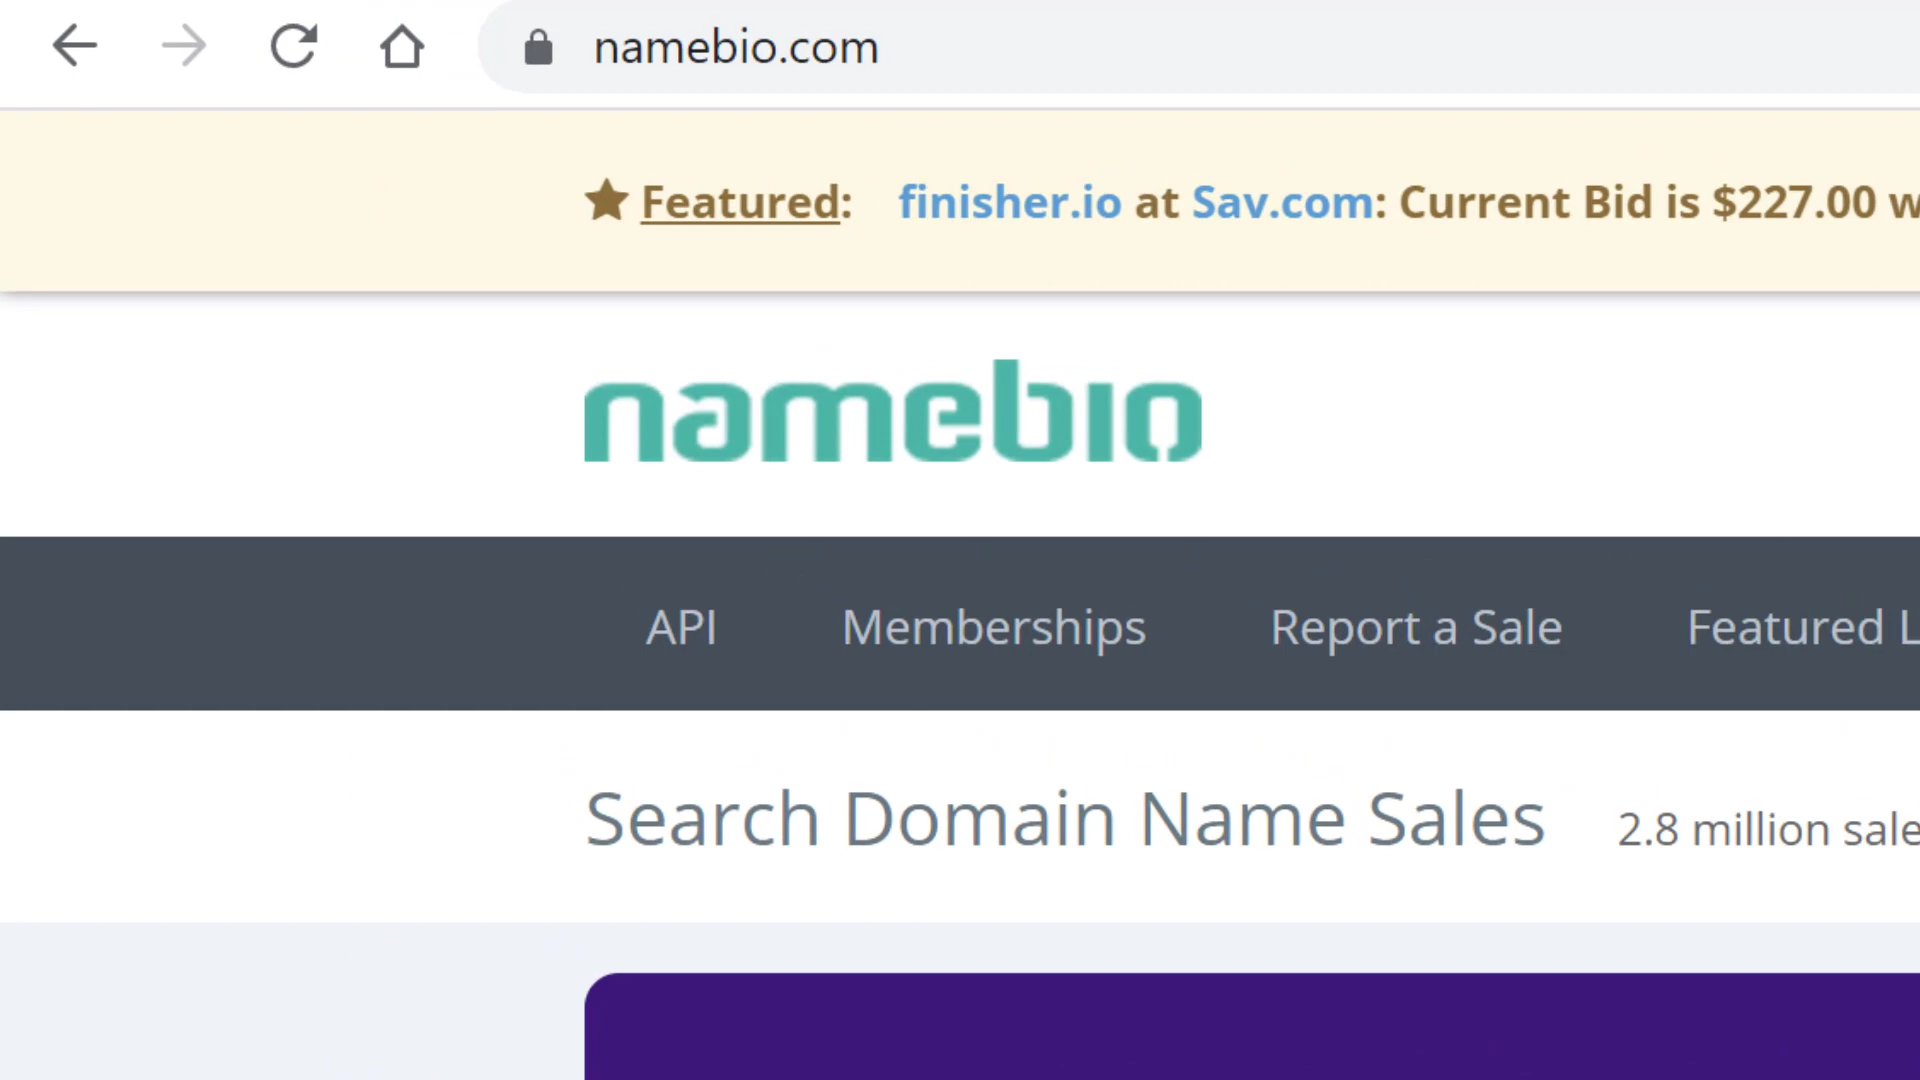 namebio.com
Featured: finisher.io at Sav.com: Current Bid is $227.00
namebio
API Memberships Report a Sale Featured
Search Domain Name Sales 2.8 million